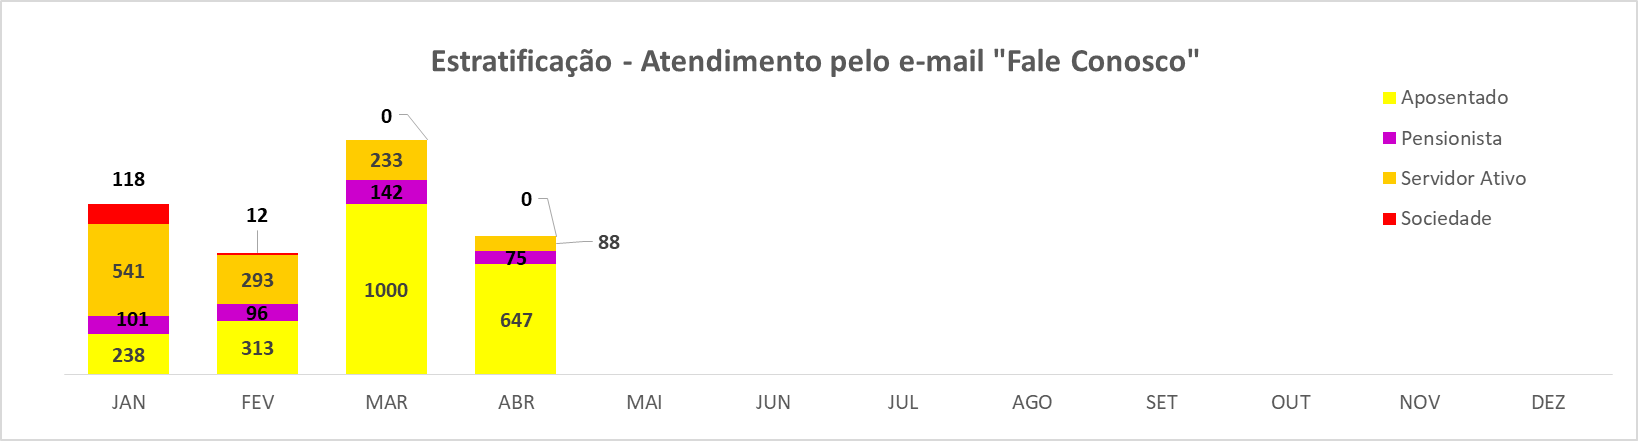 Estratificação - Atendimento pelo e-mail "Fale Conosco"
Aposentado
Pensionista
Servidor Ativo
Sociedade
118
541
101
238
12
293
96
313
0
233
142
1000
0
88
75
647
JAN FEV MAR ABR MAI JUN JUL AGO SET OUT NOV DEZ